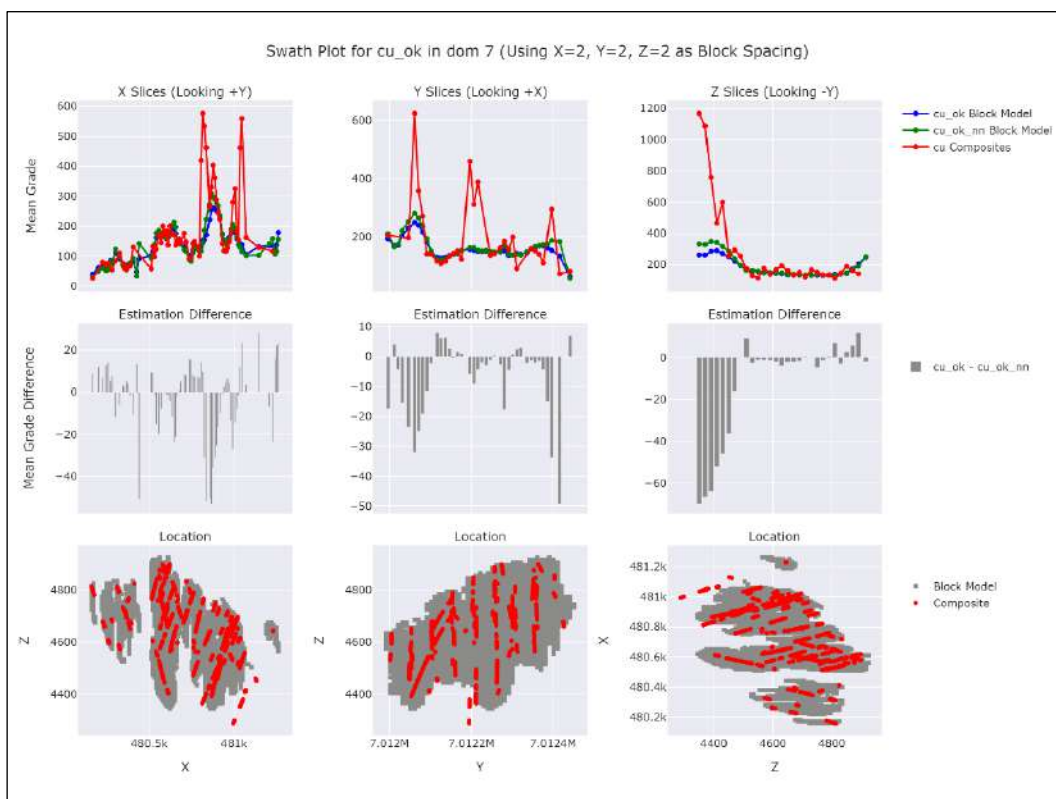 Swath Plot for cu_ok in dom 7 (Using X=2, Y=2, Z=2 as Block Spacing)
X Slices (Looking +Y)
Y Slices (Looking +X)
Z Slices (Looking -Y)
Mean Grade
600
500
400
300
200
100
0
600
400
200
1200
1000
800
600
400
200
cu_ok Block Model
cu_ok_nn Block Model
cu Composites
Estimation Difference
Estimation Difference
Estimation Difference
Mean Grade Difference
20
0
−20
−40
10
0
−10
−20
−30
−40
−50
0
−20
−40
−60
cu_ok - cu_ok_nn
Location
Location
Location
Z
4800
4600
4400
480.5k
481k
X
Z
4800
4600
4400
7.012M
7.0122M
7.0124M
Y
X
481.2k
481k
480.8k
480.6k
480.4k
480.2k
4400
4600
4800
Z
Block Model
Composite